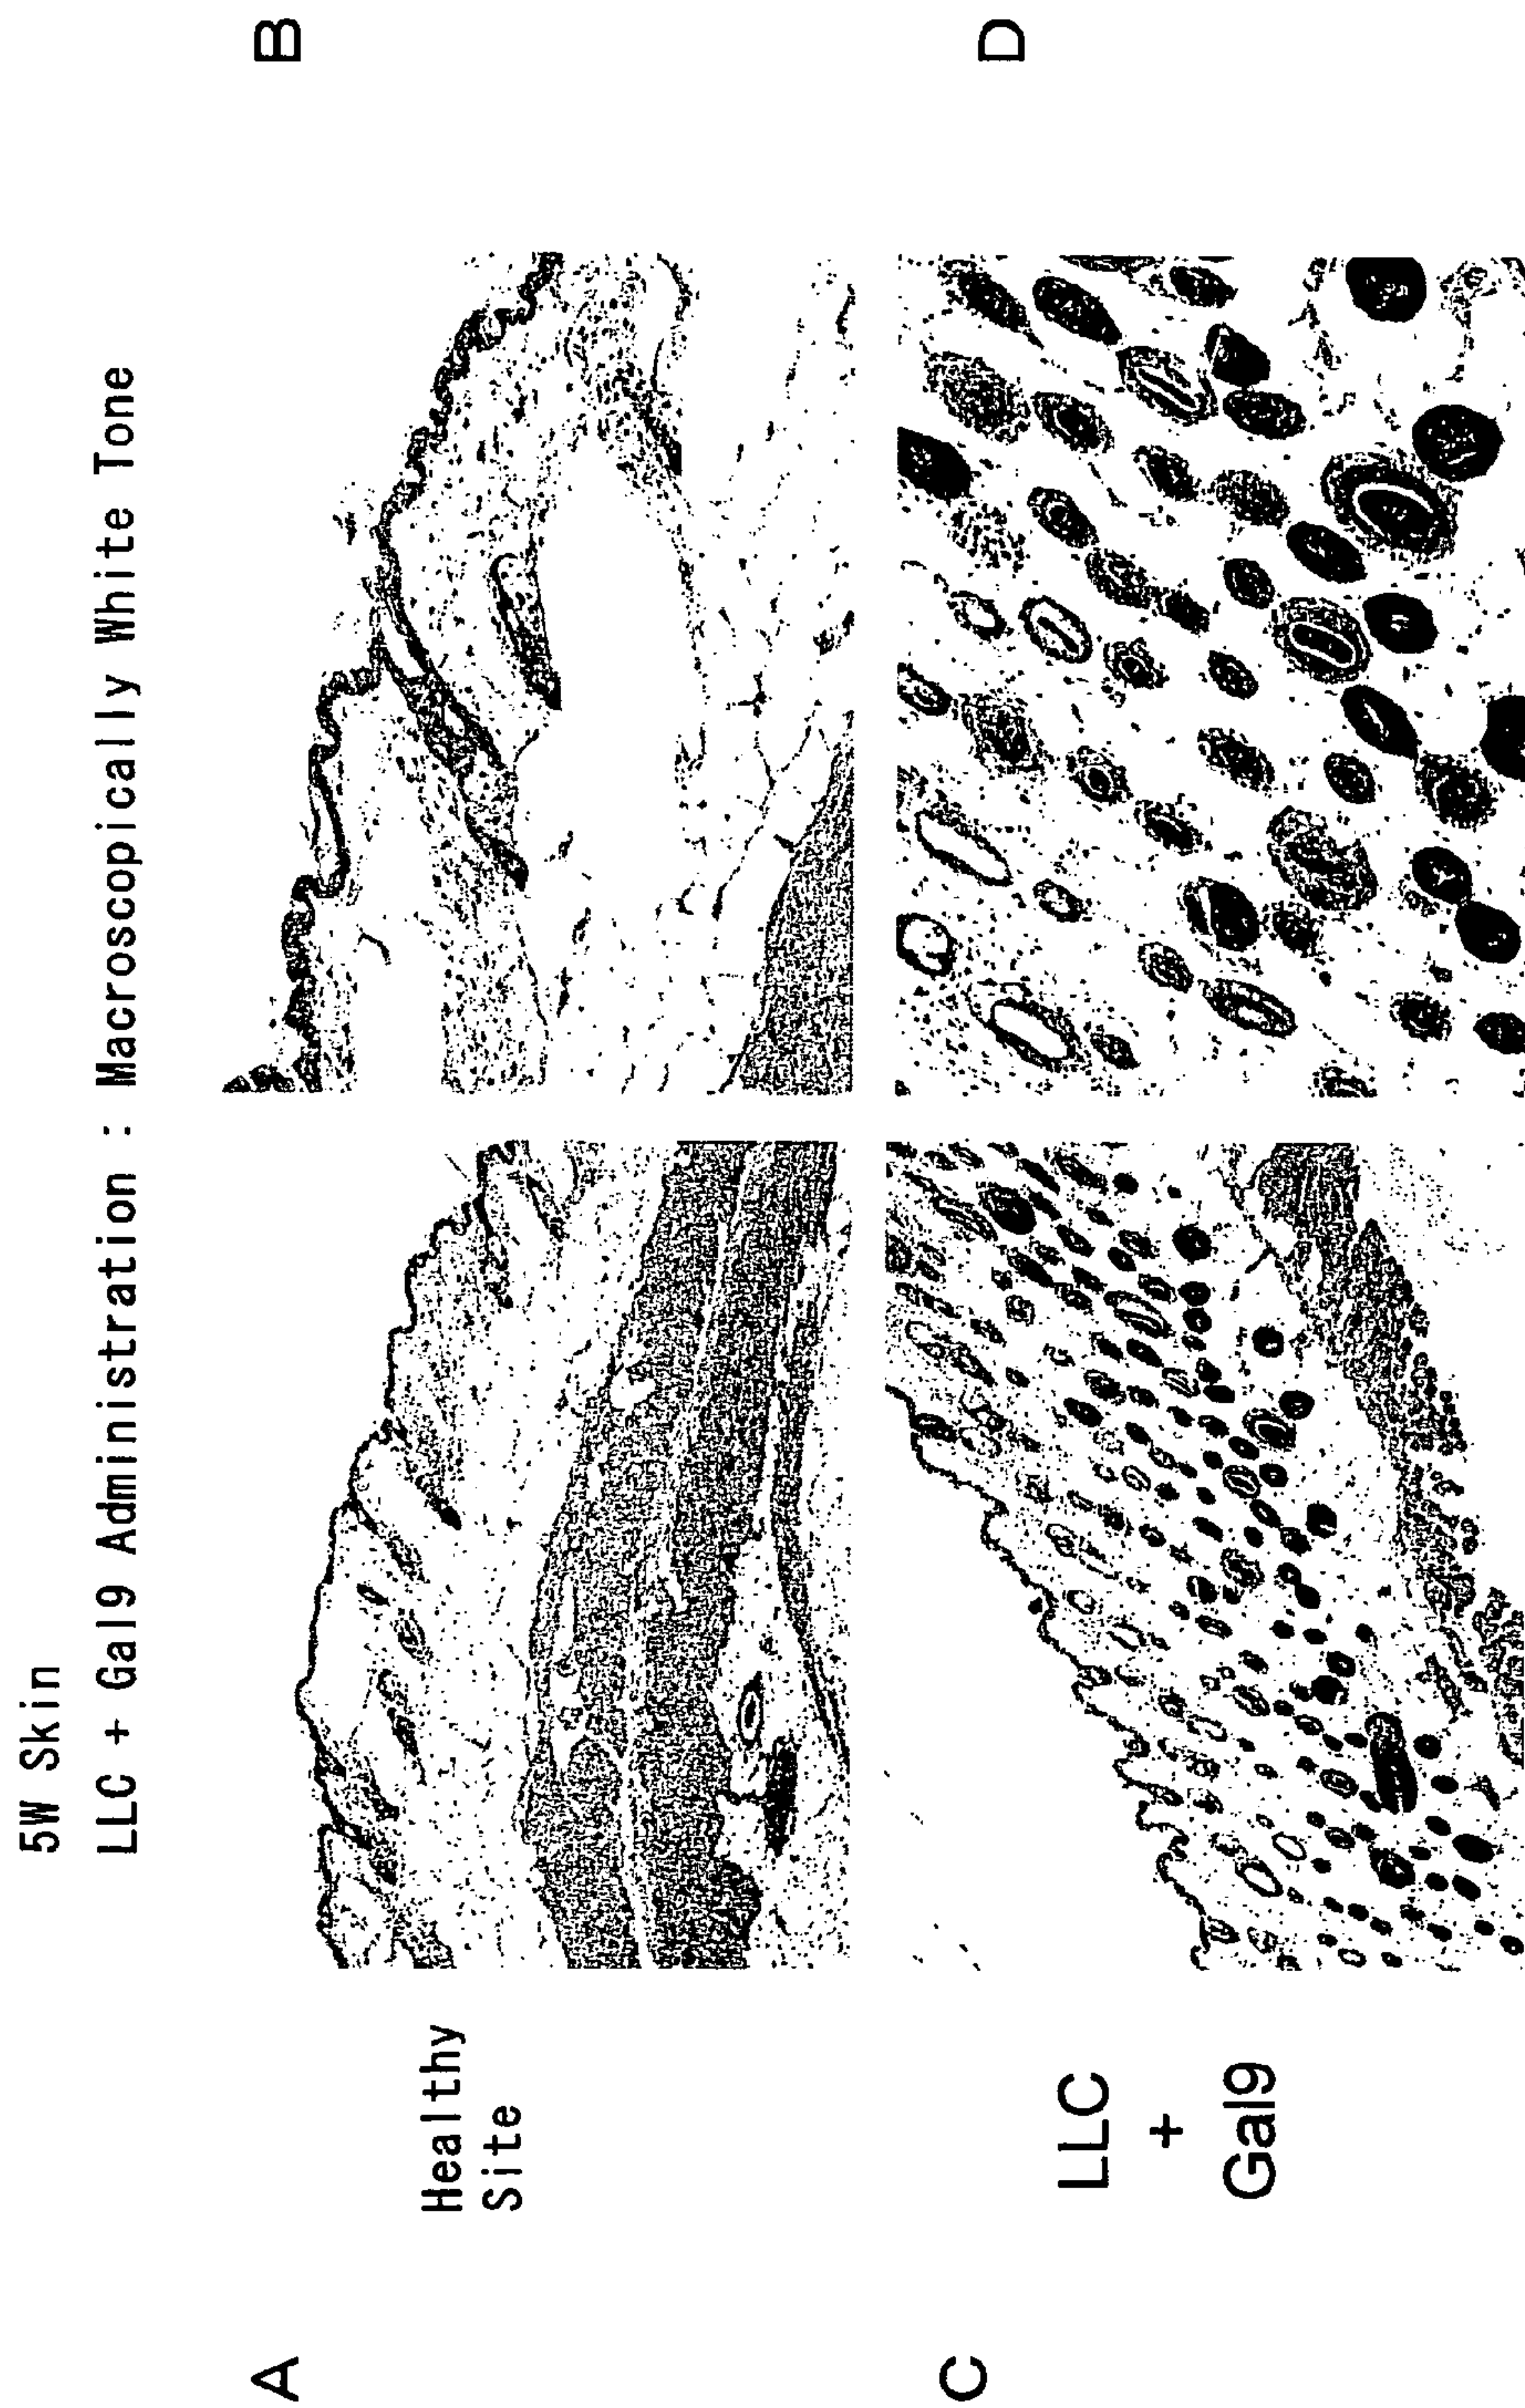 5W Skin
LLC + Gal9 Administration : Macroscopically White Tone
A
B
Healthy
Site
C
D
LLC
+
Gal9